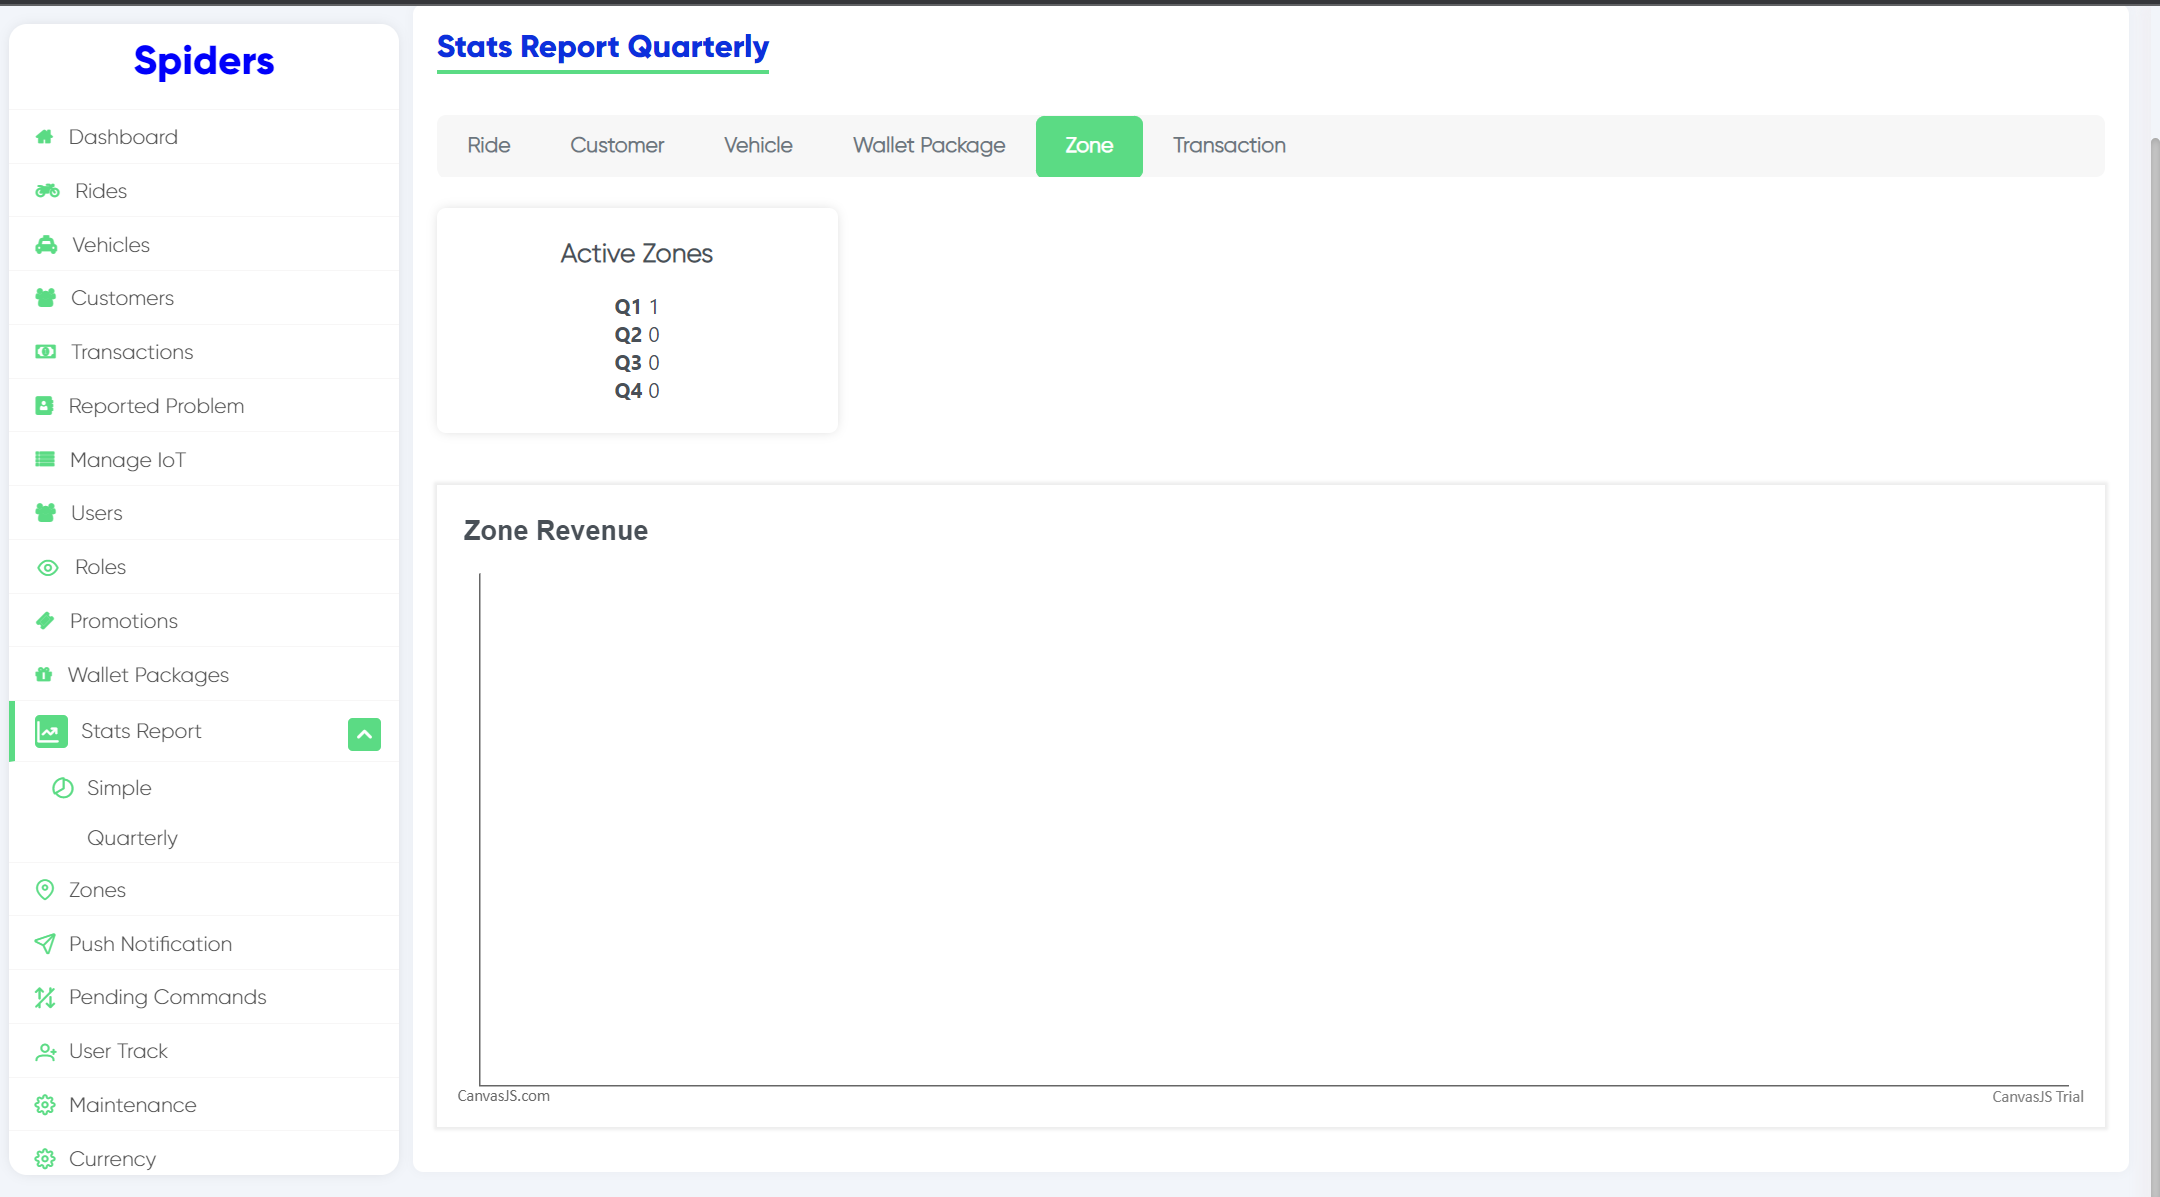 Spiders
Dashboard
Rides
Vehicles
Customers
Transactions
Reported Problem
Manage IoT
Users
Roles
Promotions
Wallet Packages
Stats Report
Simple
Quarterly
Zones
Push Notification
Pending Commands
User Track
Maintenance
Currency
Stats Report Quarterly
Ride Customer Vehicle Wallet Package Zone Transaction
Active Zones
Q1 1
Q2 0
Q3 0
Q4 0
Zone Revenue
CanvasJS.com
CanvasJS Trial